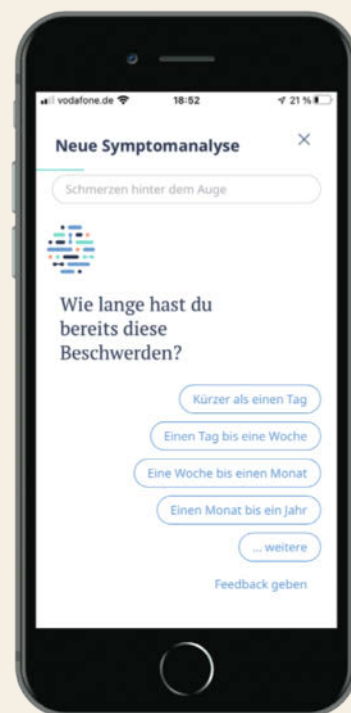 vodafone.de 18:52 21 %
Neue Symptomanalyse
Schmerzen hinter dem Auge
Wie lange hast du
bereits diese
Beschwerden?
Kürzer als einen Tag
Einen Tag bis eine Woche
Eine Woche bis einen Monat
Einen Monat bis ein Jahr
... weitere
Feedback geben